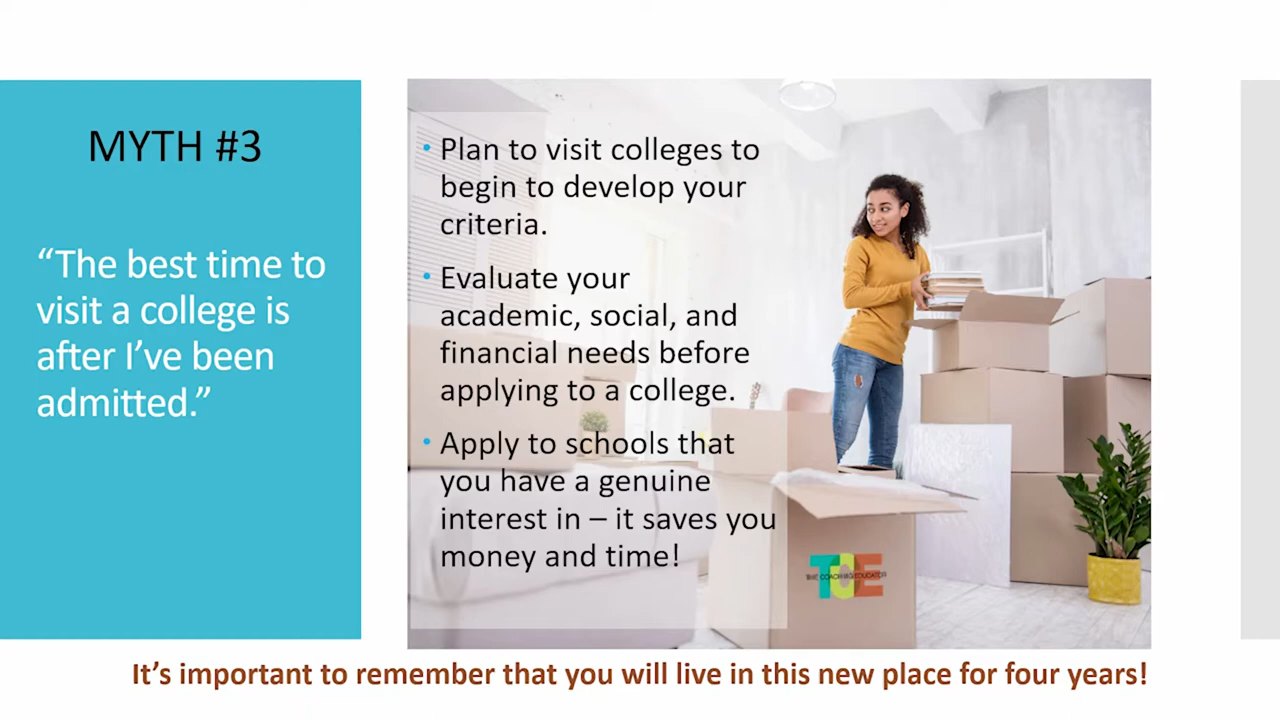 MYTH #3
“The best time to
visit a college is
after I’ve been
admitted.”
• Plan to visit colleges to
begin to develop your
criteria.
• Evaluate your
academic, social, and
financial needs before
applying to a college.
• Apply to schools that
you have a genuine
interest in – it saves you
money and time!
TCE
THE COACHING EDUCATOR
It’s important to remember that you will live in this new place for four years!